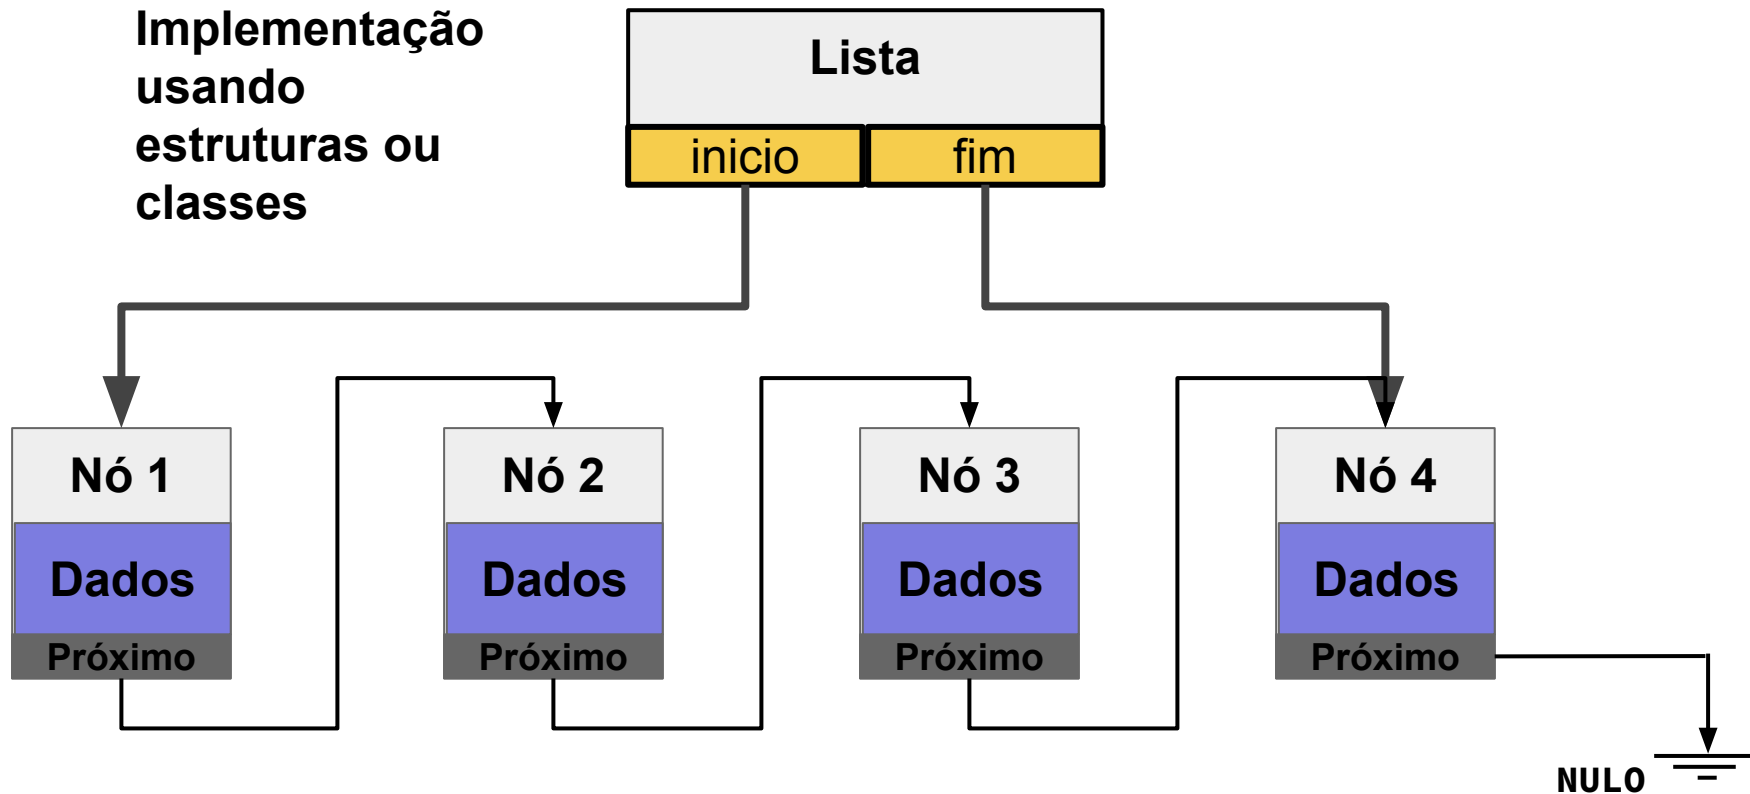 Implementação
usando
estruturas ou
classes
Lista
inicio fim
Nó 1 Nó 2 Nó 3 Nó 4
Dados Dados Dados Dados
Próximo Próximo Próximo Próximo
NULO